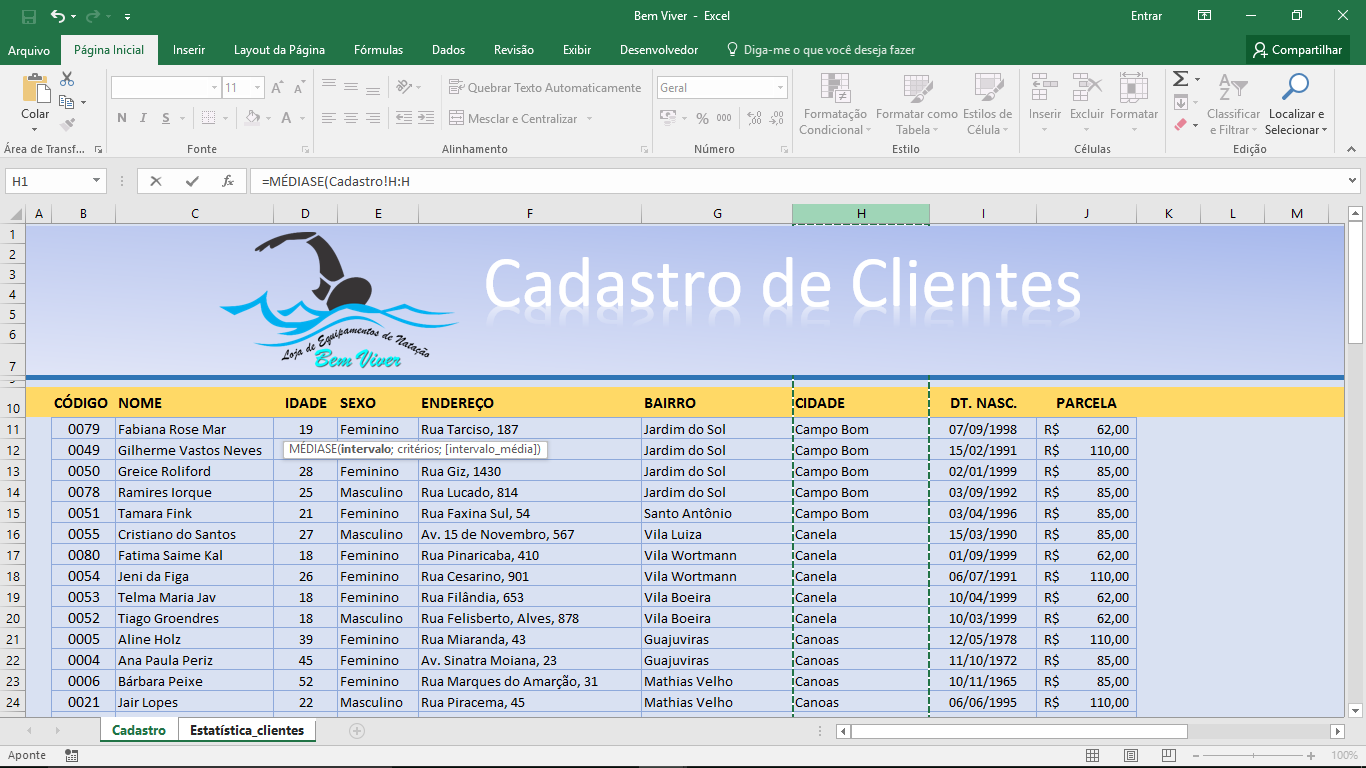 Bem Viver - Excel
Entrar
Arquivo Página Inicial Inserir Layout da Página Fórmulas Dados Revisão Exibir Desenvolvedor Diga-me o que você deseja fazer Compartilhar
Colar
11
N I S A
Quebrar Texto Automaticamente
Mesclar e Centralizar
Geral
% 000
Formatação Condicional
Formatar como Tabela
Estilos de Célula
Inserir Excluir Formatar
Classificar e Filtrar
Localizar e Selecionar
Área de Transf... Fonte Alinhamento Número Estilo Células Edição
H1 fx =MÉDIASE(Cadastro!H:H
A B C D E F G H I J K L M
1
2
3
4
5
6
7
Cadastro de Clientes
Loja de Equipamentos de Natação
Bem Viver
10 CÓDIGO NOME IDADE SEXO ENDEREÇO BAIRRO CIDADE DT. NASC. PARCELA
11 0079 Fabiana Rose Mar 19 Feminino Rua Tarciso, 187 Jardim do Sol Campo Bom 07/09/1998 R$ 62,00
12 0049 Gilherme Vastos Neves MÉDIASE(intervalo; critérios; [intervalo_média]) Jardim do Sol Campo Bom 15/02/1991 R$ 110,00
13 0050 Greice Roliford 28 Feminino Rua Giz, 1430 Jardim do Sol Campo Bom 02/01/1999 R$ 85,00
14 0078 Ramires Iorque 25 Masculino Rua Lucado, 814 Jardim do Sol Campo Bom 03/09/1992 R$ 85,00
15 0051 Tamara Fink 21 Feminino Rua Faxina Sul, 54 Santo Antônio Campo Bom 03/04/1996 R$ 85,00
16 0055 Cristiano do Santos 27 Masculino Av. 15 de Novembro, 567 Vila Luiza Canela 15/03/1990 R$ 85,00
17 0080 Fatima Saime Kal 18 Feminino Rua Pinaricaba, 410 Vila Wortmann Canela 01/09/1999 R$ 62,00
18 0054 Jeni da Figa 26 Feminino Rua Cesarino, 901 Vila Wortmann Canela 06/07/1991 R$ 110,00
19 0053 Telma Maria Jav 18 Feminino Rua Filândia, 653 Vila Boeira Canela 10/04/1999 R$ 62,00
20 0052 Tiago Groendres 18 Masculino Rua Felisberto, Alves, 878 Vila Boeira Canela 10/03/1999 R$ 62,00
21 0005 Aline Holz 39 Feminino Rua Miaranda, 43 Guajuviras Canoas 12/05/1978 R$ 110,00
22 0004 Ana Paula Periz 45 Feminino Av. Sinatra Moiana, 23 Guajuviras Canoas 11/10/1972 R$ 85,00
23 0006 Bárbara Peixe 52 Feminino Rua Marques do Amarção, 31 Mathias Velho Canoas 10/11/1965 R$ 85,00
24 0021 Jair Lopes 22 Masculino Rua Piracema, 45 Mathias Velho Canoas 06/06/1995 R$ 110,00
Cadastro Estatística_clientes
Aponte 100%